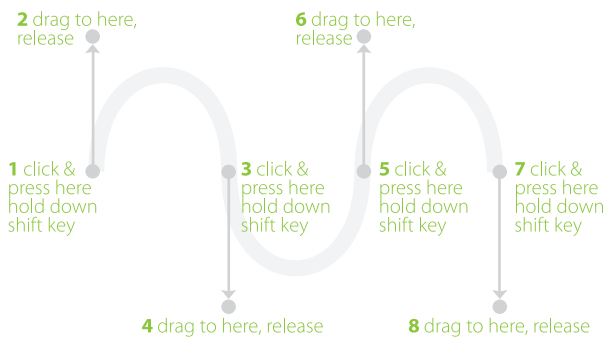 2 drag to here,
release
6 drag to here,
release
1 click &
press here
hold down
shift key
3 click &
press here
hold down
shift key
5 click &
press here
hold down
shift key
7 click &
press here
hold down
shift key
4 drag to here, release
8 drag to here, release